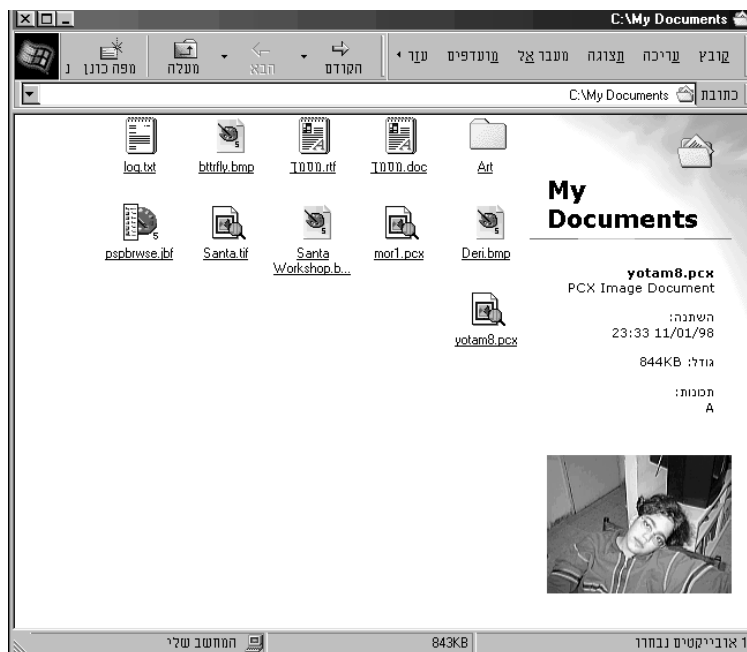 C:\My Documents
קובץ עריכה תצוגה מעבר אל מועדפים עזר
הקודם הבא מעלה מפה כונן נ
כתובת C:\My Documents
Art
מסמך.doc
מסמך.rtf
bttrfly.bmp
log.txt
Deri.bmp
mor1.pcx
Santa
Workshop.b...
Santa.tif
pspbrwse.jbf
yotam8.pcx
My
Documents
yotam8.pcx
PCX Image Document
השתנה:
23:33 11/01/98
גודל: 844KB
תכונות:
A
1 אובייקטים נבחרו
843KB
המחשב שלי